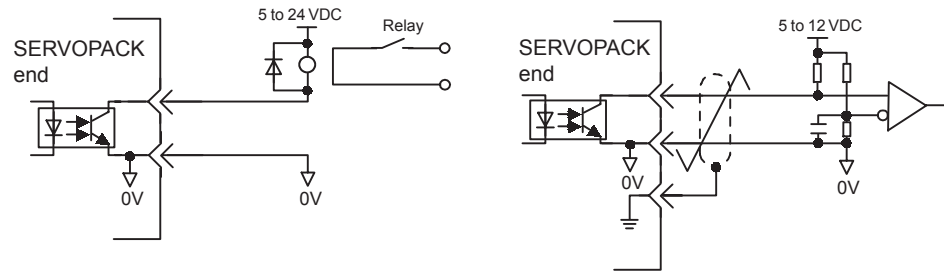 5 to 24 VDC
Relay
SERVOPACK
end
0V
0V
5 to 12 VDC
SERVOPACK
end
0V
0V